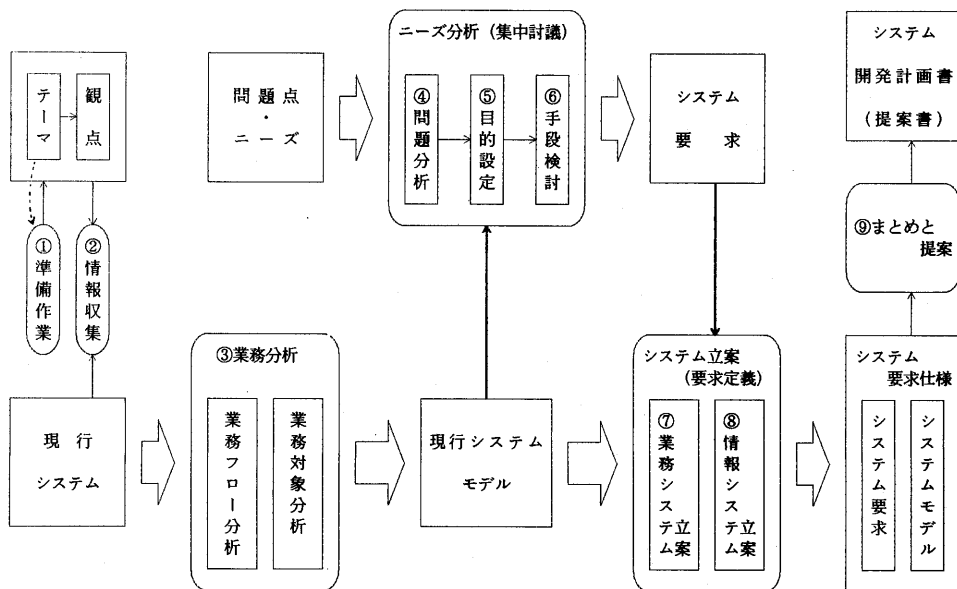 テーマ
観点
①準備作業
②情報収集
現行
システム
問題点
・
ニーズ
③業務分析
業務フロー分析
業務対象分析
ニーズ分析（集中討議）
④問題分析
⑤目的設定
⑥手段検討
現行システム
モデル
システム
要求
システム立案
（要求定義）
⑦業務システム立案
⑧情報システム立案
システム
開発計画書
（提案書）
⑨まとめと
提案
システム
要求仕様
システム要求
システムモデル